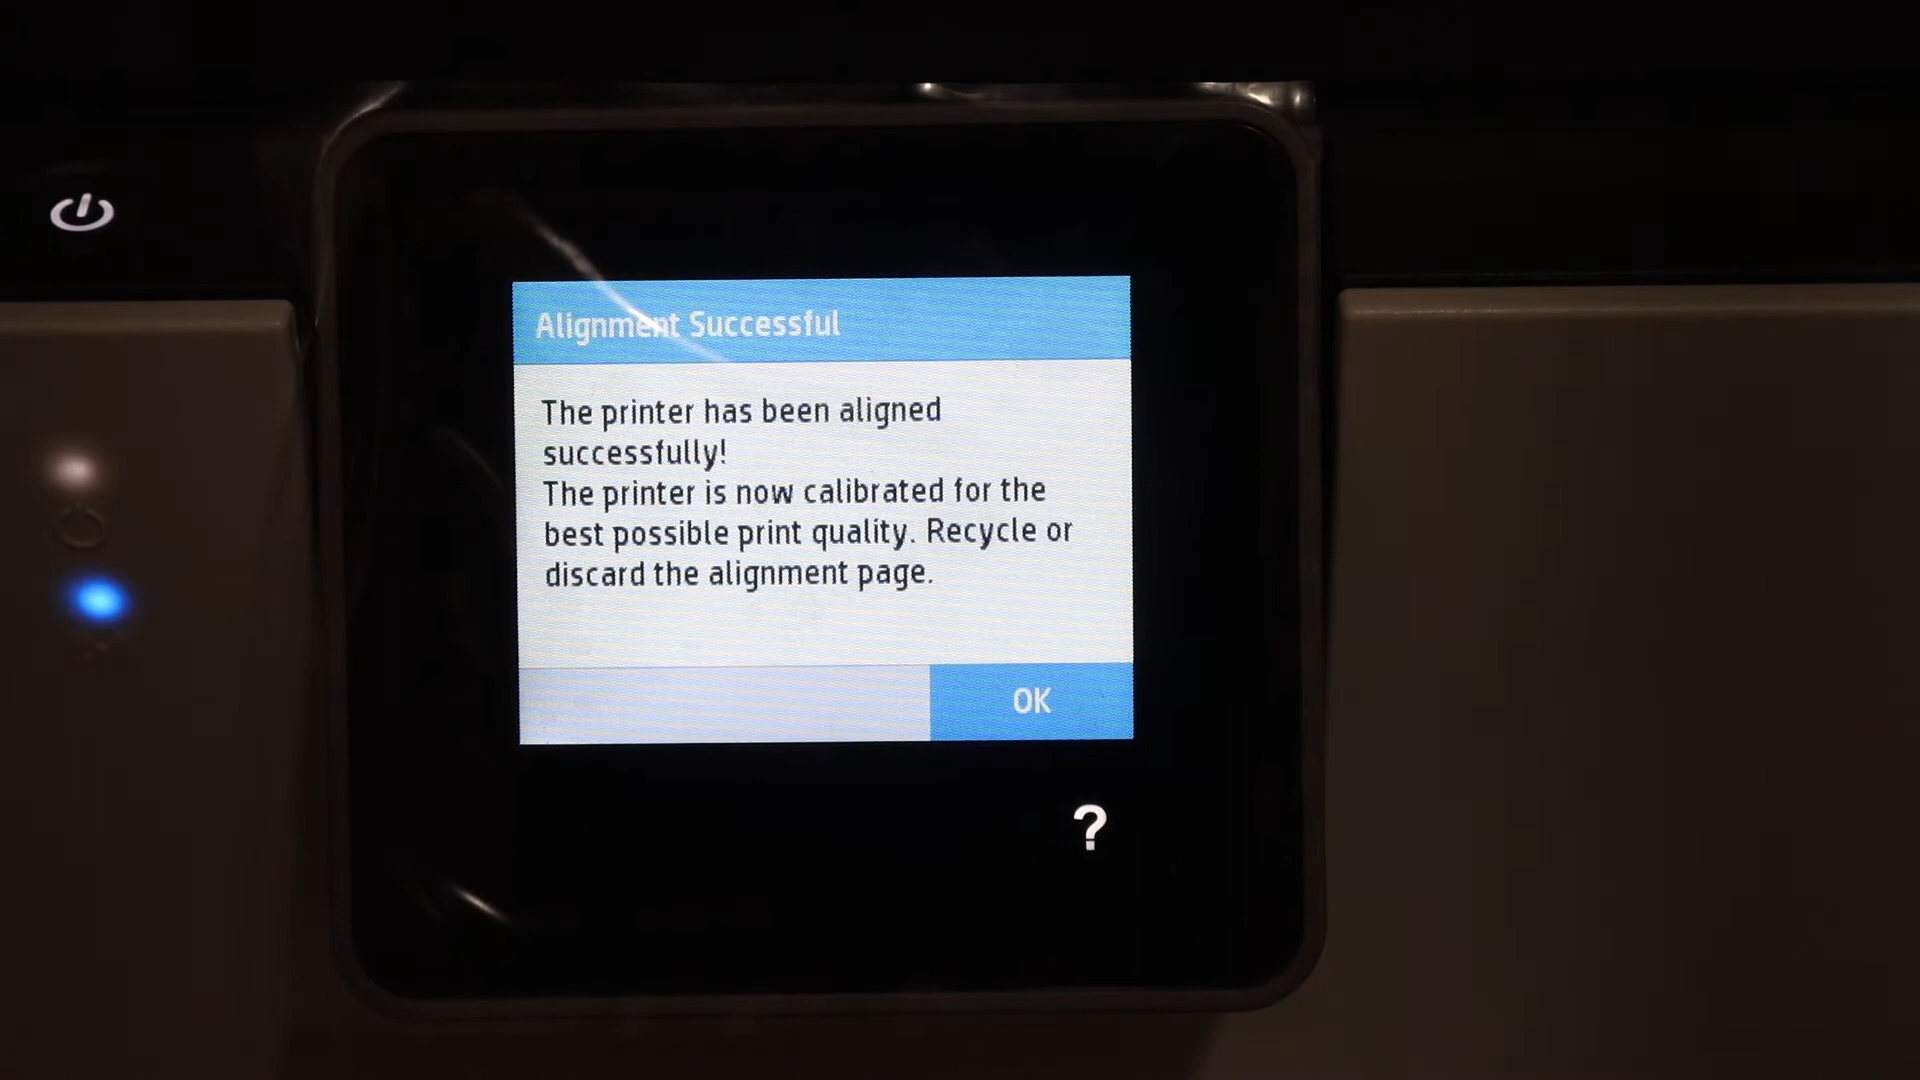 Alignment Successful
The printer has been aligned
successfully!
The printer is now calibrated for the
best possible print quality. Recycle or
discard the alignment page.
OK
?